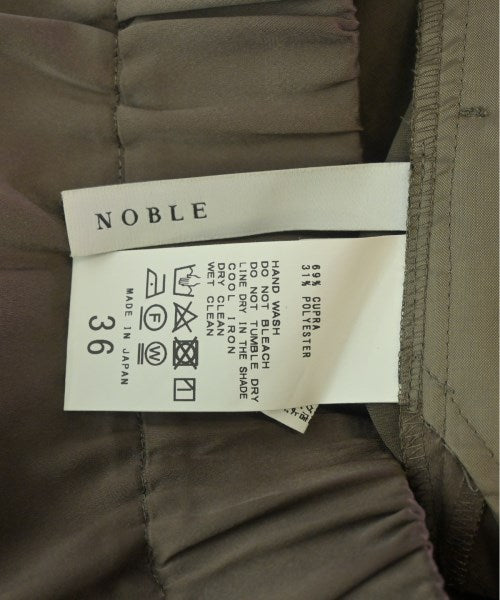 NOBLE
69% CUPRA
31% POLYESTER
HAND WASH
DO NOT BLEACH
DO NOT TUMBLE DRY
LINE DRY IN THE SHADE
COOL IRON
DRY CLEAN
WET CLEAN
F
W
MADE IN JAPAN
36